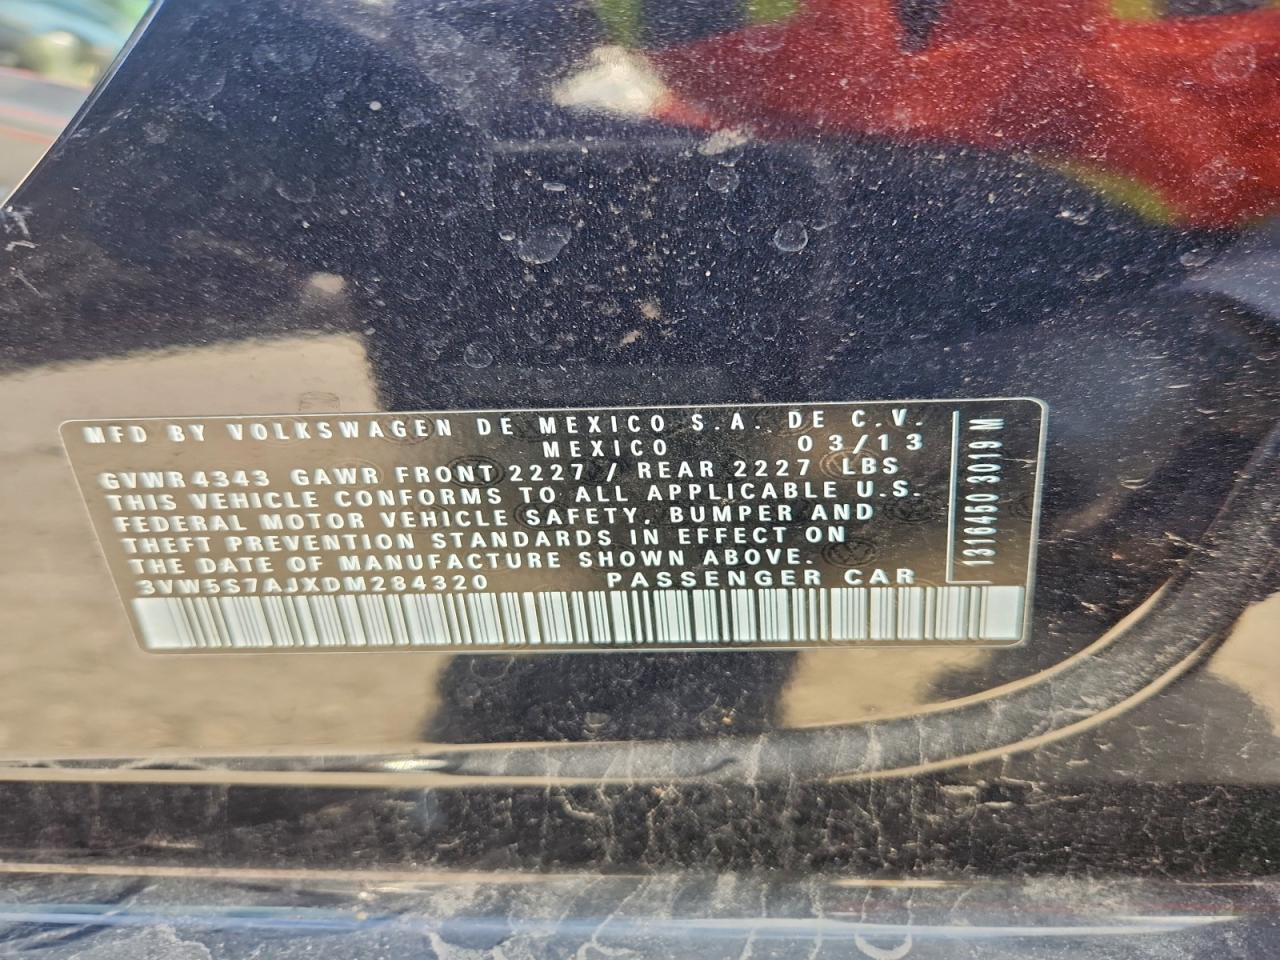 MFD BY VOLKSWAGEN DE MEXICO S.A. DE C.V.
MEXICO 03/13
GVWR 4343 GAWR FRONT 2227 / REAR 2227 LBS
THIS VEHICLE CONFORMS TO ALL APPLICABLE U.S.
FEDERAL MOTOR VEHICLE SAFETY, BUMPER AND
THEFT PREVENTION STANDARDS IN EFFECT ON
THE DATE OF MANUFACTURE SHOWN ABOVE.
3VW5S7AJXDM284320 PASSENGER CAR
1316450 3019 M